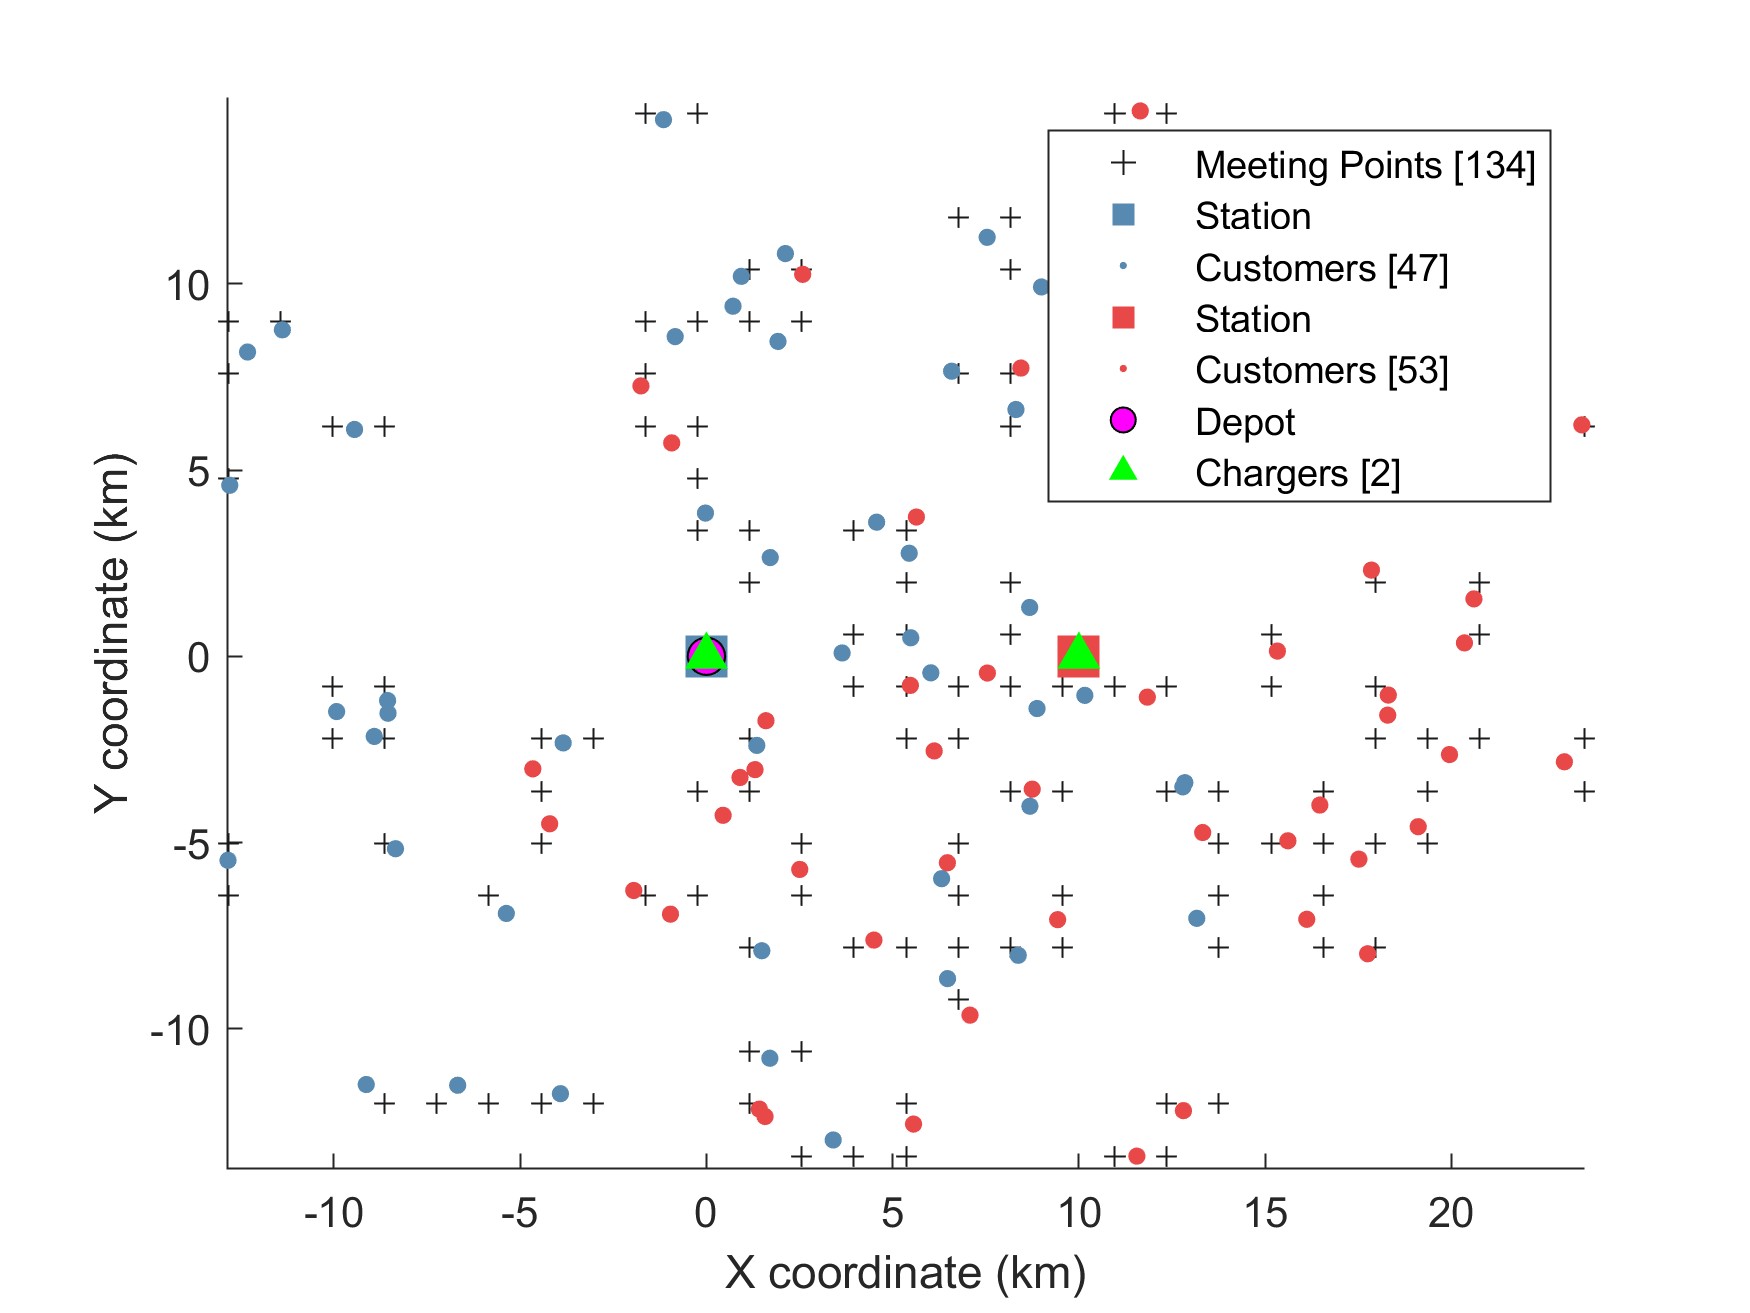 Meeting Points [134]
Station
Customers [47]
Station
Customers [53]
Depot
Chargers [2]
10
5
0
-5
-10
Y coordinate (km)
-10 -5 0 5 10 15 20
X coordinate (km)